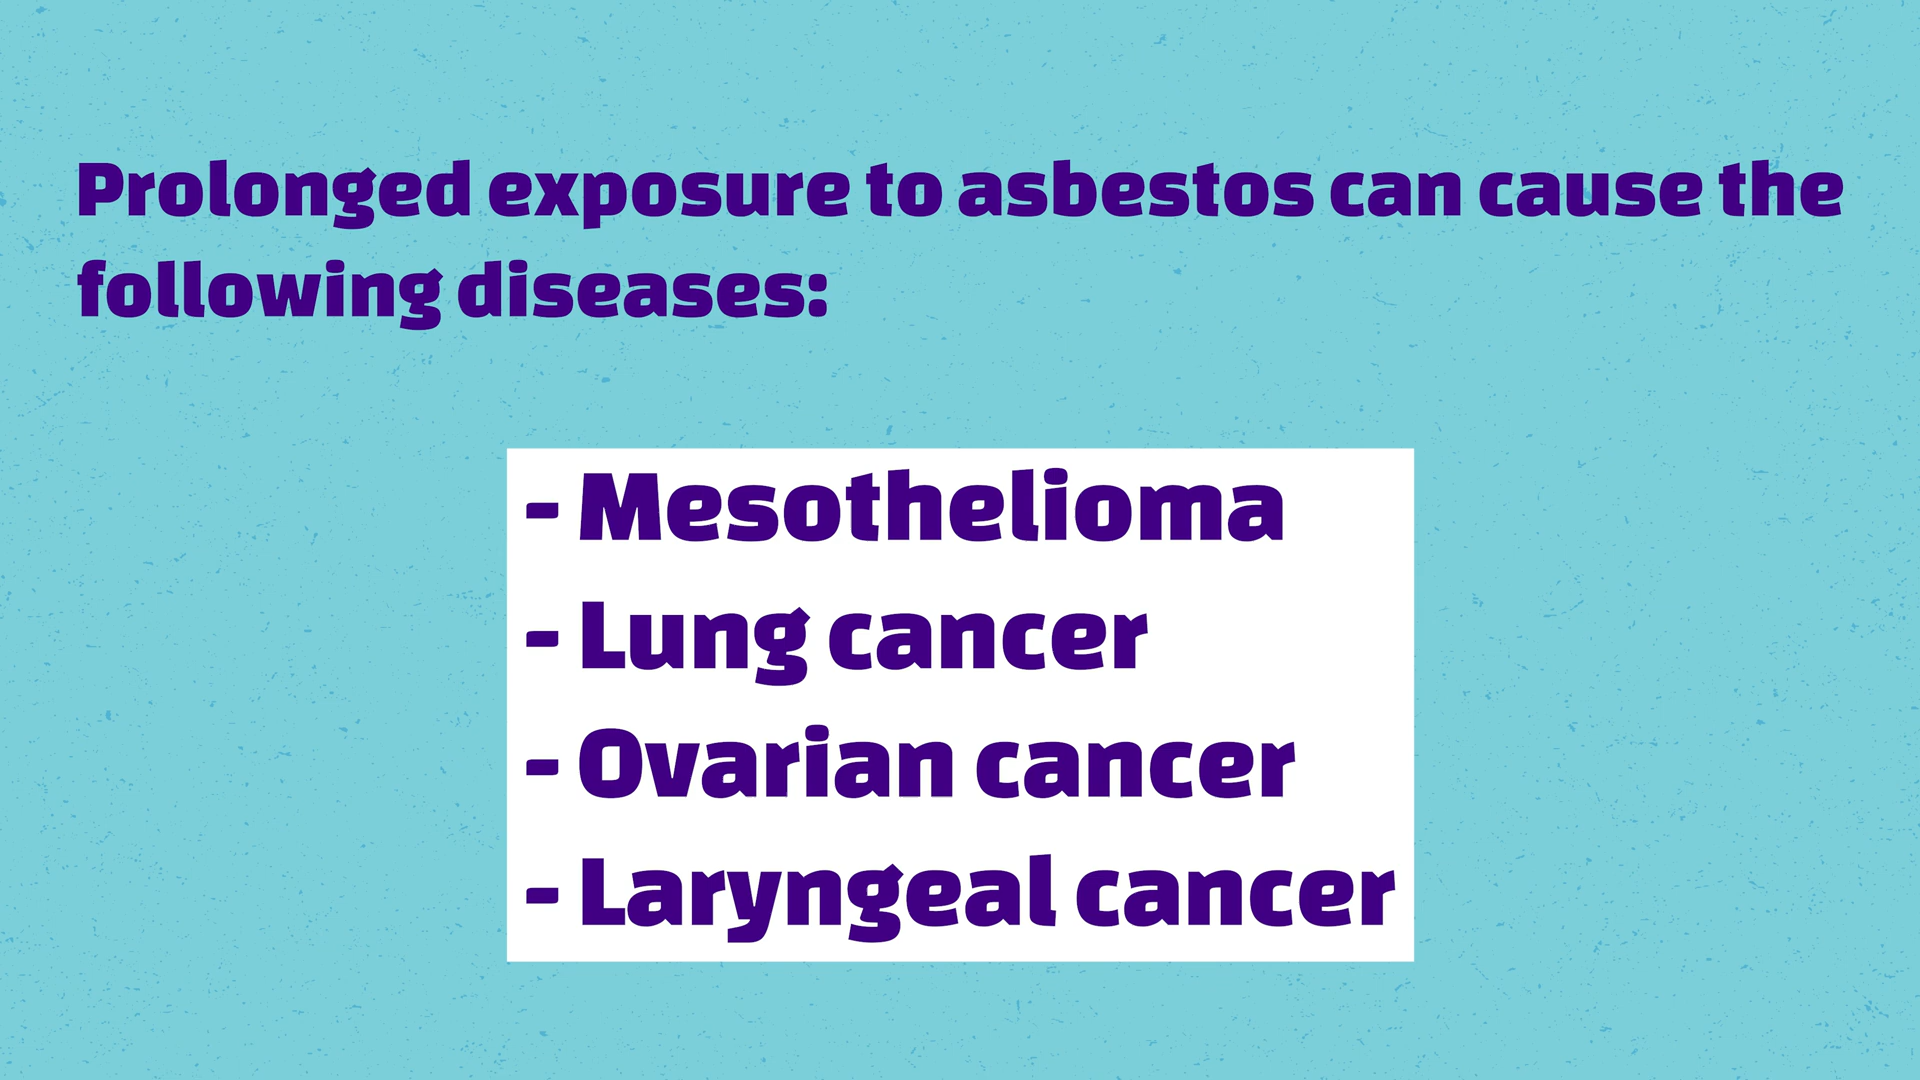 Prolonged exposure to asbestos can cause the
following diseases:
- Mesothelioma
- Lung cancer
- Ovarian cancer
- Laryngeal cancer